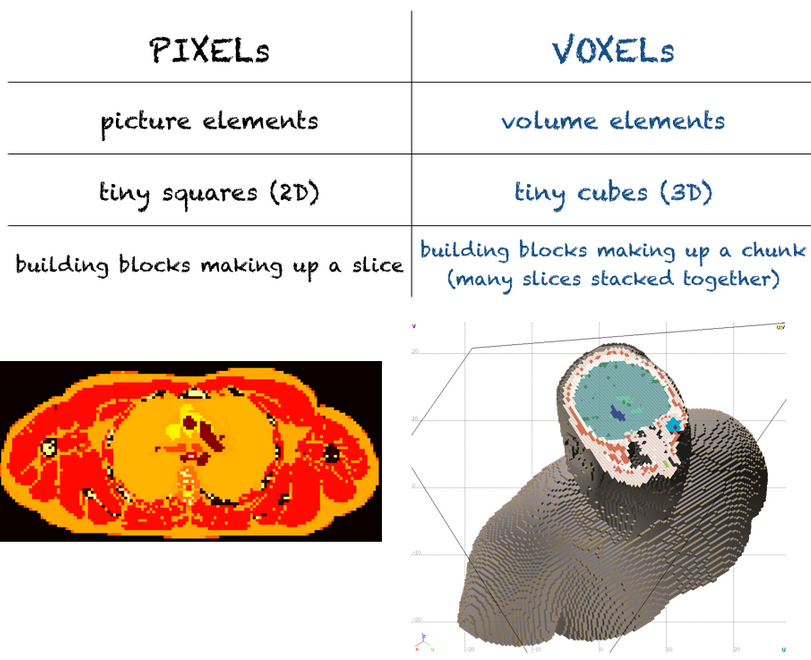 PIXELs
VOXELs
picture elements
volume elements
tiny squares (2D)
tiny cubes (3D)
building blocks making up a slice
building blocks making up a chunk
(many slices stacked together)